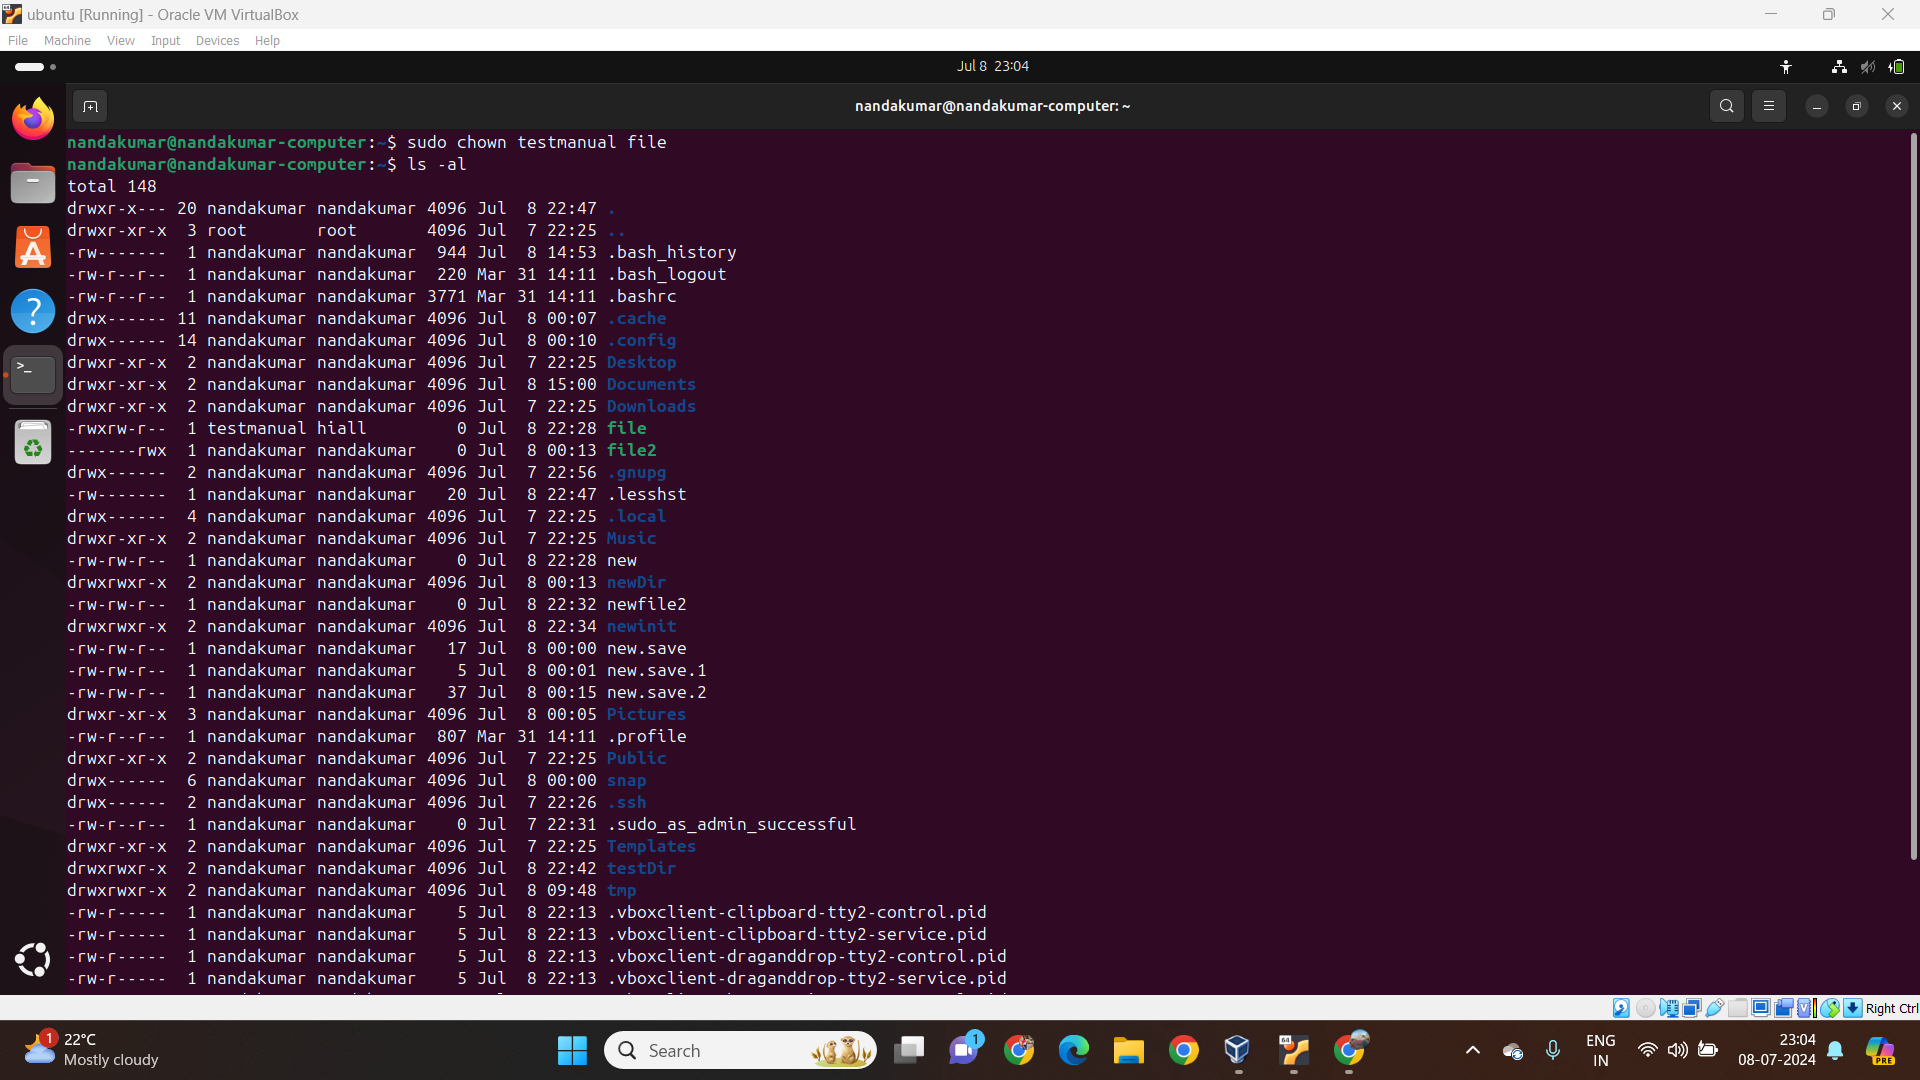 ubuntu [Running] - Oracle VM VirtualBox
File Machine View Input Devices Help
Jul 8 23:04
nandakumar@nandakumar-computer: ~
nandakumar@nandakumar-computer:~$ sudo chown testmanual file
nandakumar@nandakumar-computer:~$ ls -al
total 148
drwxr-x--- 20 nandakumar nandakumar 4096 Jul  8 22:47 .
drwxr-xr-x  3 root       root       4096 Jul  7 22:25 ..
-rw-------  1 nandakumar nandakumar  944 Jul  8 14:53 .bash_history
-rw-r--r--  1 nandakumar nandakumar  220 Mar 31 14:11 .bash_logout
-rw-r--r--  1 nandakumar nandakumar 3771 Mar 31 14:11 .bashrc
drwx------ 11 nandakumar nandakumar 4096 Jul  8 00:07 .cache
drwx------ 14 nandakumar nandakumar 4096 Jul  8 00:10 .config
drwxr-xr-x  2 nandakumar nandakumar 4096 Jul  7 22:25 Desktop
drwxr-xr-x  2 nandakumar nandakumar 4096 Jul  8 15:00 Documents
drwxr-xr-x  2 nandakumar nandakumar 4096 Jul  7 22:25 Downloads
-rwxrw-r--  1 testmanual hiall         0 Jul  8 22:28 file
-------rwx  1 nandakumar nandakumar    0 Jul  8 00:13 file2
drwx------  2 nandakumar nandakumar 4096 Jul  7 22:56 .gnupg
-rw-------  1 nandakumar nandakumar   20 Jul  8 22:47 .lesshst
drwx------  4 nandakumar nandakumar 4096 Jul  7 22:25 .local
drwxr-xr-x  2 nandakumar nandakumar 4096 Jul  7 22:25 Music
-rw-rw-r--  1 nandakumar nandakumar    0 Jul  8 22:28 new
drwxrwxr-x  2 nandakumar nandakumar 4096 Jul  8 00:13 newDir
-rw-rw-r--  1 nandakumar nandakumar    0 Jul  8 22:32 newfile2
drwxrwxr-x  2 nandakumar nandakumar 4096 Jul  8 22:34 newinit
-rw-rw-r--  1 nandakumar nandakumar   17 Jul  8 00:00 new.save
-rw-rw-r--  1 nandakumar nandakumar    5 Jul  8 00:01 new.save.1
-rw-rw-r--  1 nandakumar nandakumar   37 Jul  8 00:15 new.save.2
drwxr-xr-x  3 nandakumar nandakumar 4096 Jul  8 00:05 Pictures
-rw-r--r--  1 nandakumar nandakumar  807 Mar 31 14:11 .profile
drwxr-xr-x  2 nandakumar nandakumar 4096 Jul  7 22:25 Public
drwx------  6 nandakumar nandakumar 4096 Jul  8 00:00 snap
drwx------  2 nandakumar nandakumar 4096 Jul  7 22:26 .ssh
-rw-r--r--  1 nandakumar nandakumar    0 Jul  7 22:31 .sudo_as_admin_successful
drwxr-xr-x  2 nandakumar nandakumar 4096 Jul  7 22:25 Templates
drwxrwxr-x  2 nandakumar nandakumar 4096 Jul  8 22:42 testDir
drwxrwxr-x  2 nandakumar nandakumar 4096 Jul  8 09:48 tmp
-rw-r-----  1 nandakumar nandakumar    5 Jul  8 22:13 .vboxclient-clipboard-tty2-control.pid
-rw-r-----  1 nandakumar nandakumar    5 Jul  8 22:13 .vboxclient-clipboard-tty2-service.pid
-rw-r-----  1 nandakumar nandakumar    5 Jul  8 22:13 .vboxclient-draganddrop-tty2-control.pid
-rw-r-----  1 nandakumar nandakumar    5 Jul  8 22:13 .vboxclient-draganddrop-tty2-service.pid
Right Ctrl
1
22°C
Mostly cloudy
Search
1
64
ENG
IN
23:04
08-07-2024
PRE